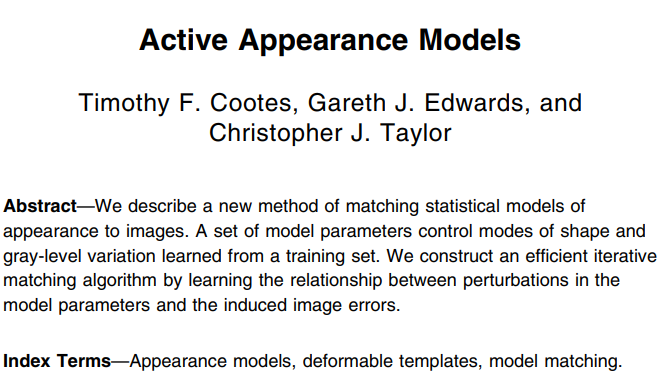 Active Appearance Models
Timothy F. Cootes, Gareth J. Edwards, and
Christopher J. Taylor
Abstract—We describe a new method of matching statistical models of
appearance to images. A set of model parameters control modes of shape and
gray-level variation learned from a training set. We construct an efficient iterative
matching algorithm by learning the relationship between perturbations in the
model parameters and the induced image errors.
Index Terms—Appearance models, deformable templates, model matching.